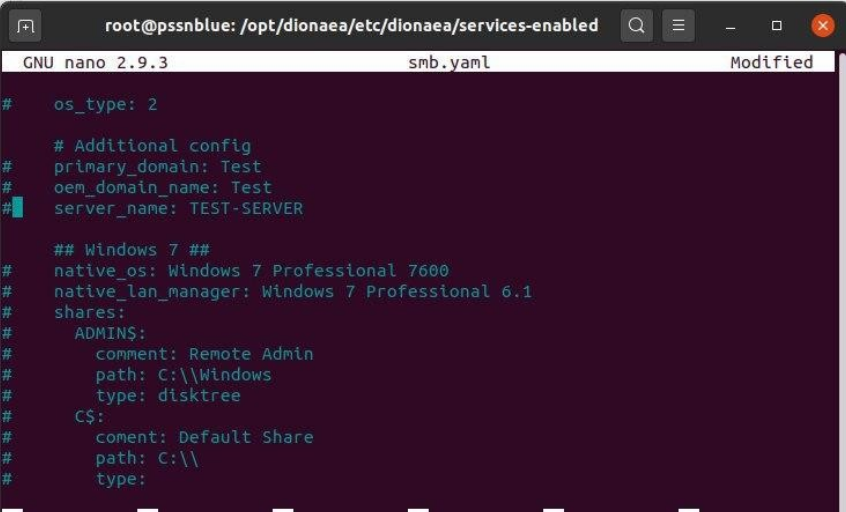 root@pssnblue: /opt/dionaea/etc/dionaea/services-enabled
GNU nano 2.9.3 smb.yaml Modified
#    os_type: 2
     # Additional config
#    primary_domain: Test
#    oem_domain_name: Test
#    server_name: TEST-SERVER
     ## Windows 7 ##
#    native_os: Windows 7 Professional 7600
#    native_lan_manager: Windows 7 Professional 6.1
#    shares:
#      ADMIN$:
#        comment: Remote Admin
#        path: C:\\Windows
#        type: disktree
#      C$:
#        coment: Default Share
#        path: C:\\
#        type: